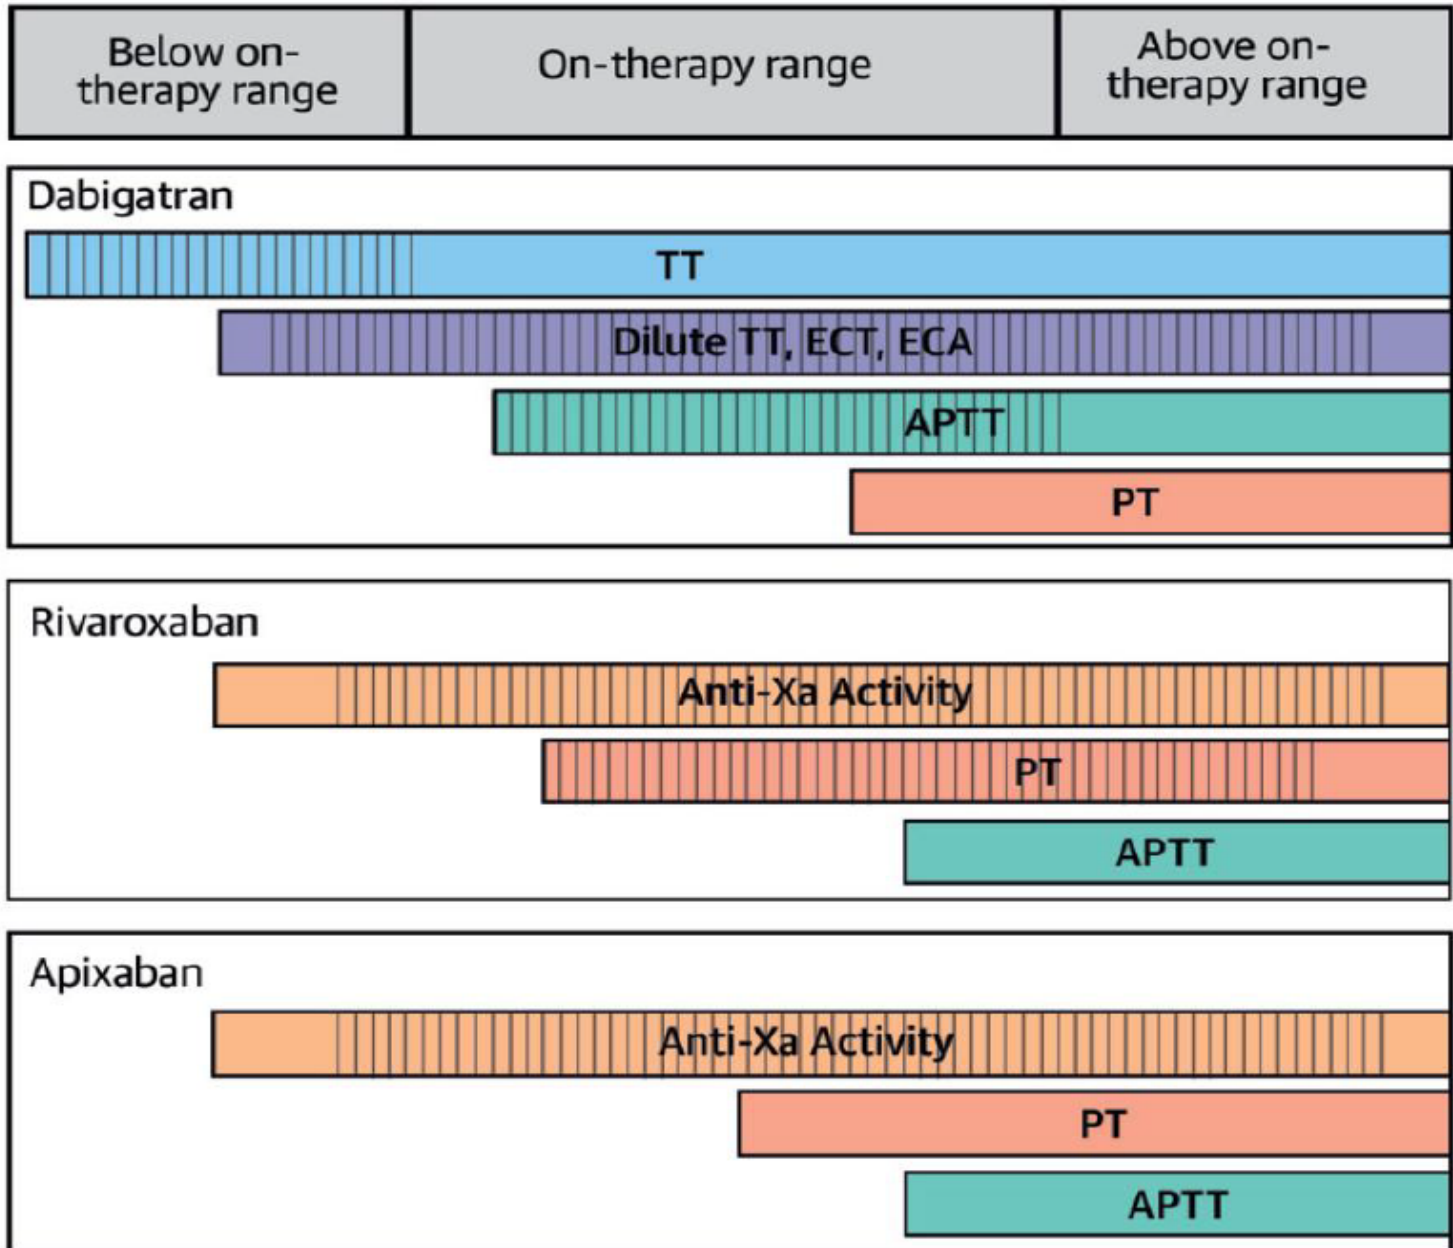 Below on-
therapy range
On-therapy range
Above on-
therapy range
Dabigatran
TT
Dilute TT, ECT, ECA
APTT
PT
Rivaroxaban
Anti-Xa Activity
PT
APTT
Apixaban
Anti-Xa Activity
PT
APTT